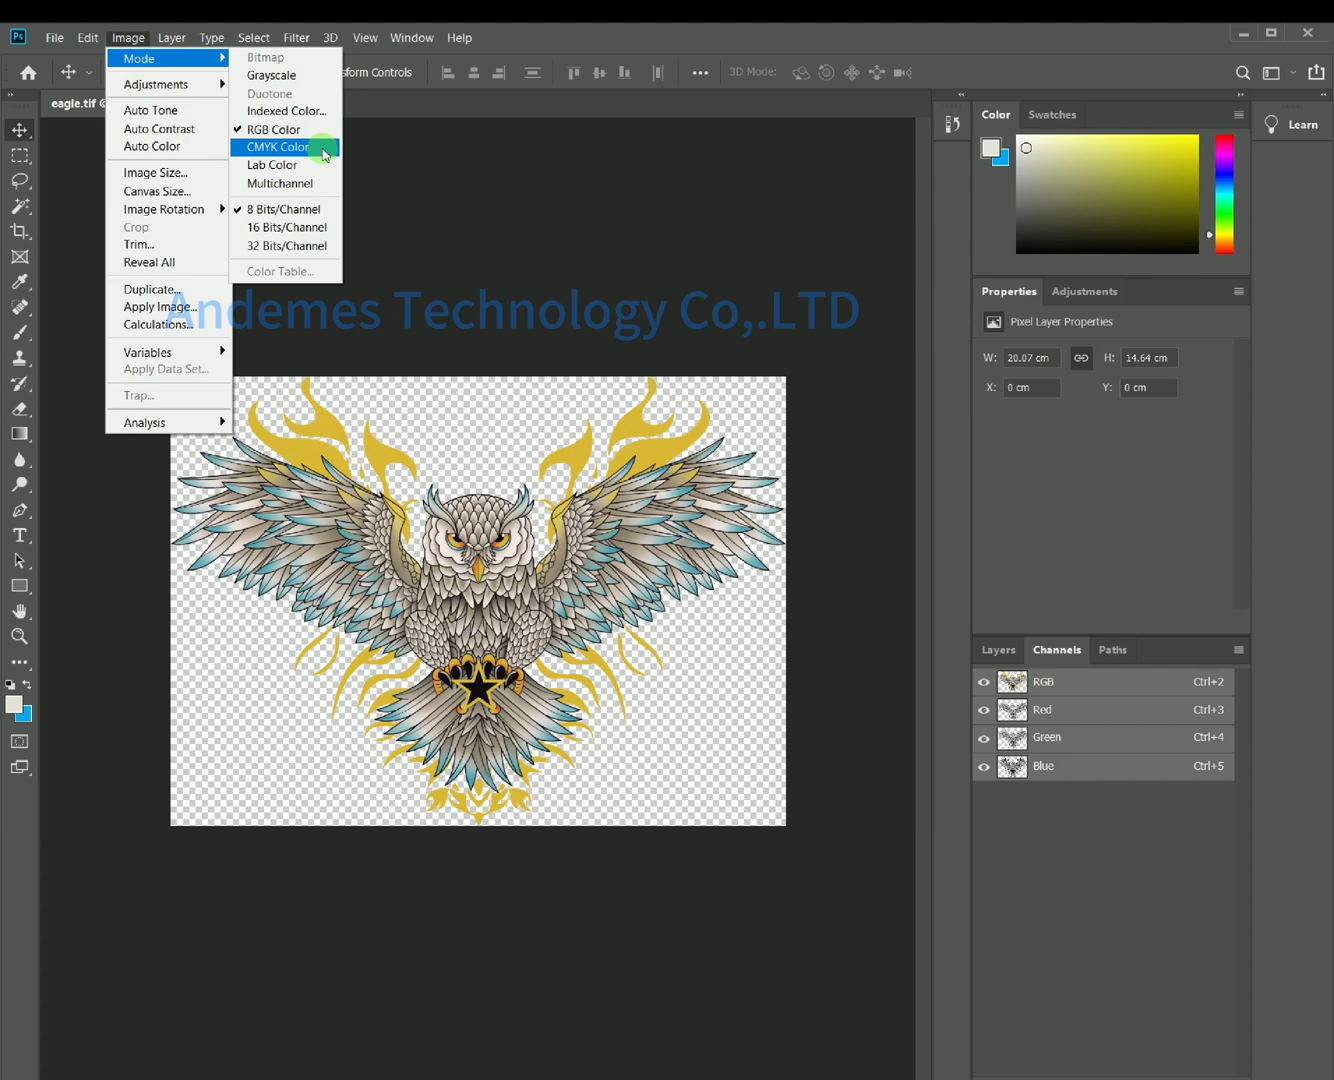 Ps File Edit Image Layer Type Select Filter 3D View Window Help
sform Controls 3D Mode:
eagle.tif @
Mode
Adjustments
Auto Tone
Auto Contrast
Auto Color
Image Size...
Canvas Size...
Image Rotation
Crop
Trim...
Reveal All
Duplicate...
Apply Image...
Calculations...
Variables
Apply Data Set...
Trap...
Analysis
Bitmap
Grayscale
Duotone
Indexed Color...
RGB Color
CMYK Color
Lab Color
Multichannel
8 Bits/Channel
16 Bits/Channel
32 Bits/Channel
Color Table...
Andemes Technology Co,.LTD
Color Swatches
Learn
Properties Adjustments
Pixel Layer Properties
W: 20.07 cm H: 14.64 cm
X: 0 cm Y: 0 cm
Layers Channels Paths
RGB Ctrl+2
Red Ctrl+3
Green Ctrl+4
Blue Ctrl+5